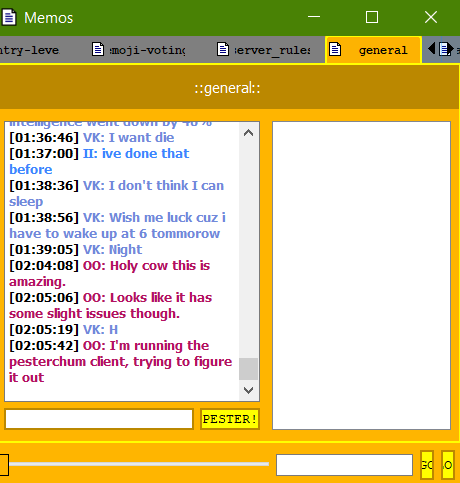 Memos
ntry-leve
emoji-voting
server_rules
general
::general::
intelligence went down by 40%
[01:36:46] VK: I want die
[01:37:00] II: ive done that
before
[01:38:36] VK: I don't think I can
sleep
[01:38:56] VK: Wish me luck cuz i
have to wake up at 6 tommorow
[01:39:05] VK: Night
[02:04:08] OO: Holy cow this is
amazing.
[02:05:06] OO: Looks like it has
some slight issues though.
[02:05:19] VK: H
[02:05:42] OO: I'm running the
pesterchum client, trying to figure
it out
PESTER!
GO